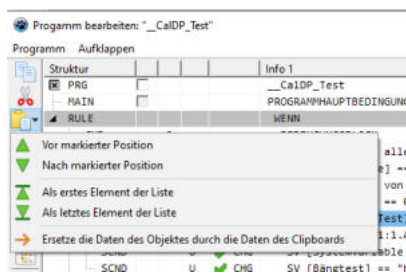 Progamm bearbeiten: "__CalDP_Test"
Programm Aufklappen
Struktur Info 1
PRG __CalDP_Test
MAIN PROGRAMMHAUPTBEDINGUNG
RULE WENN
Vor markierter Position
Nach markierter Position
Als erstes Element der Liste
Als letztes Element der Liste
Ersetze die Daten des Objektes durch die Daten des Clipboards
SCND U CHG SV [Bängtest] == "